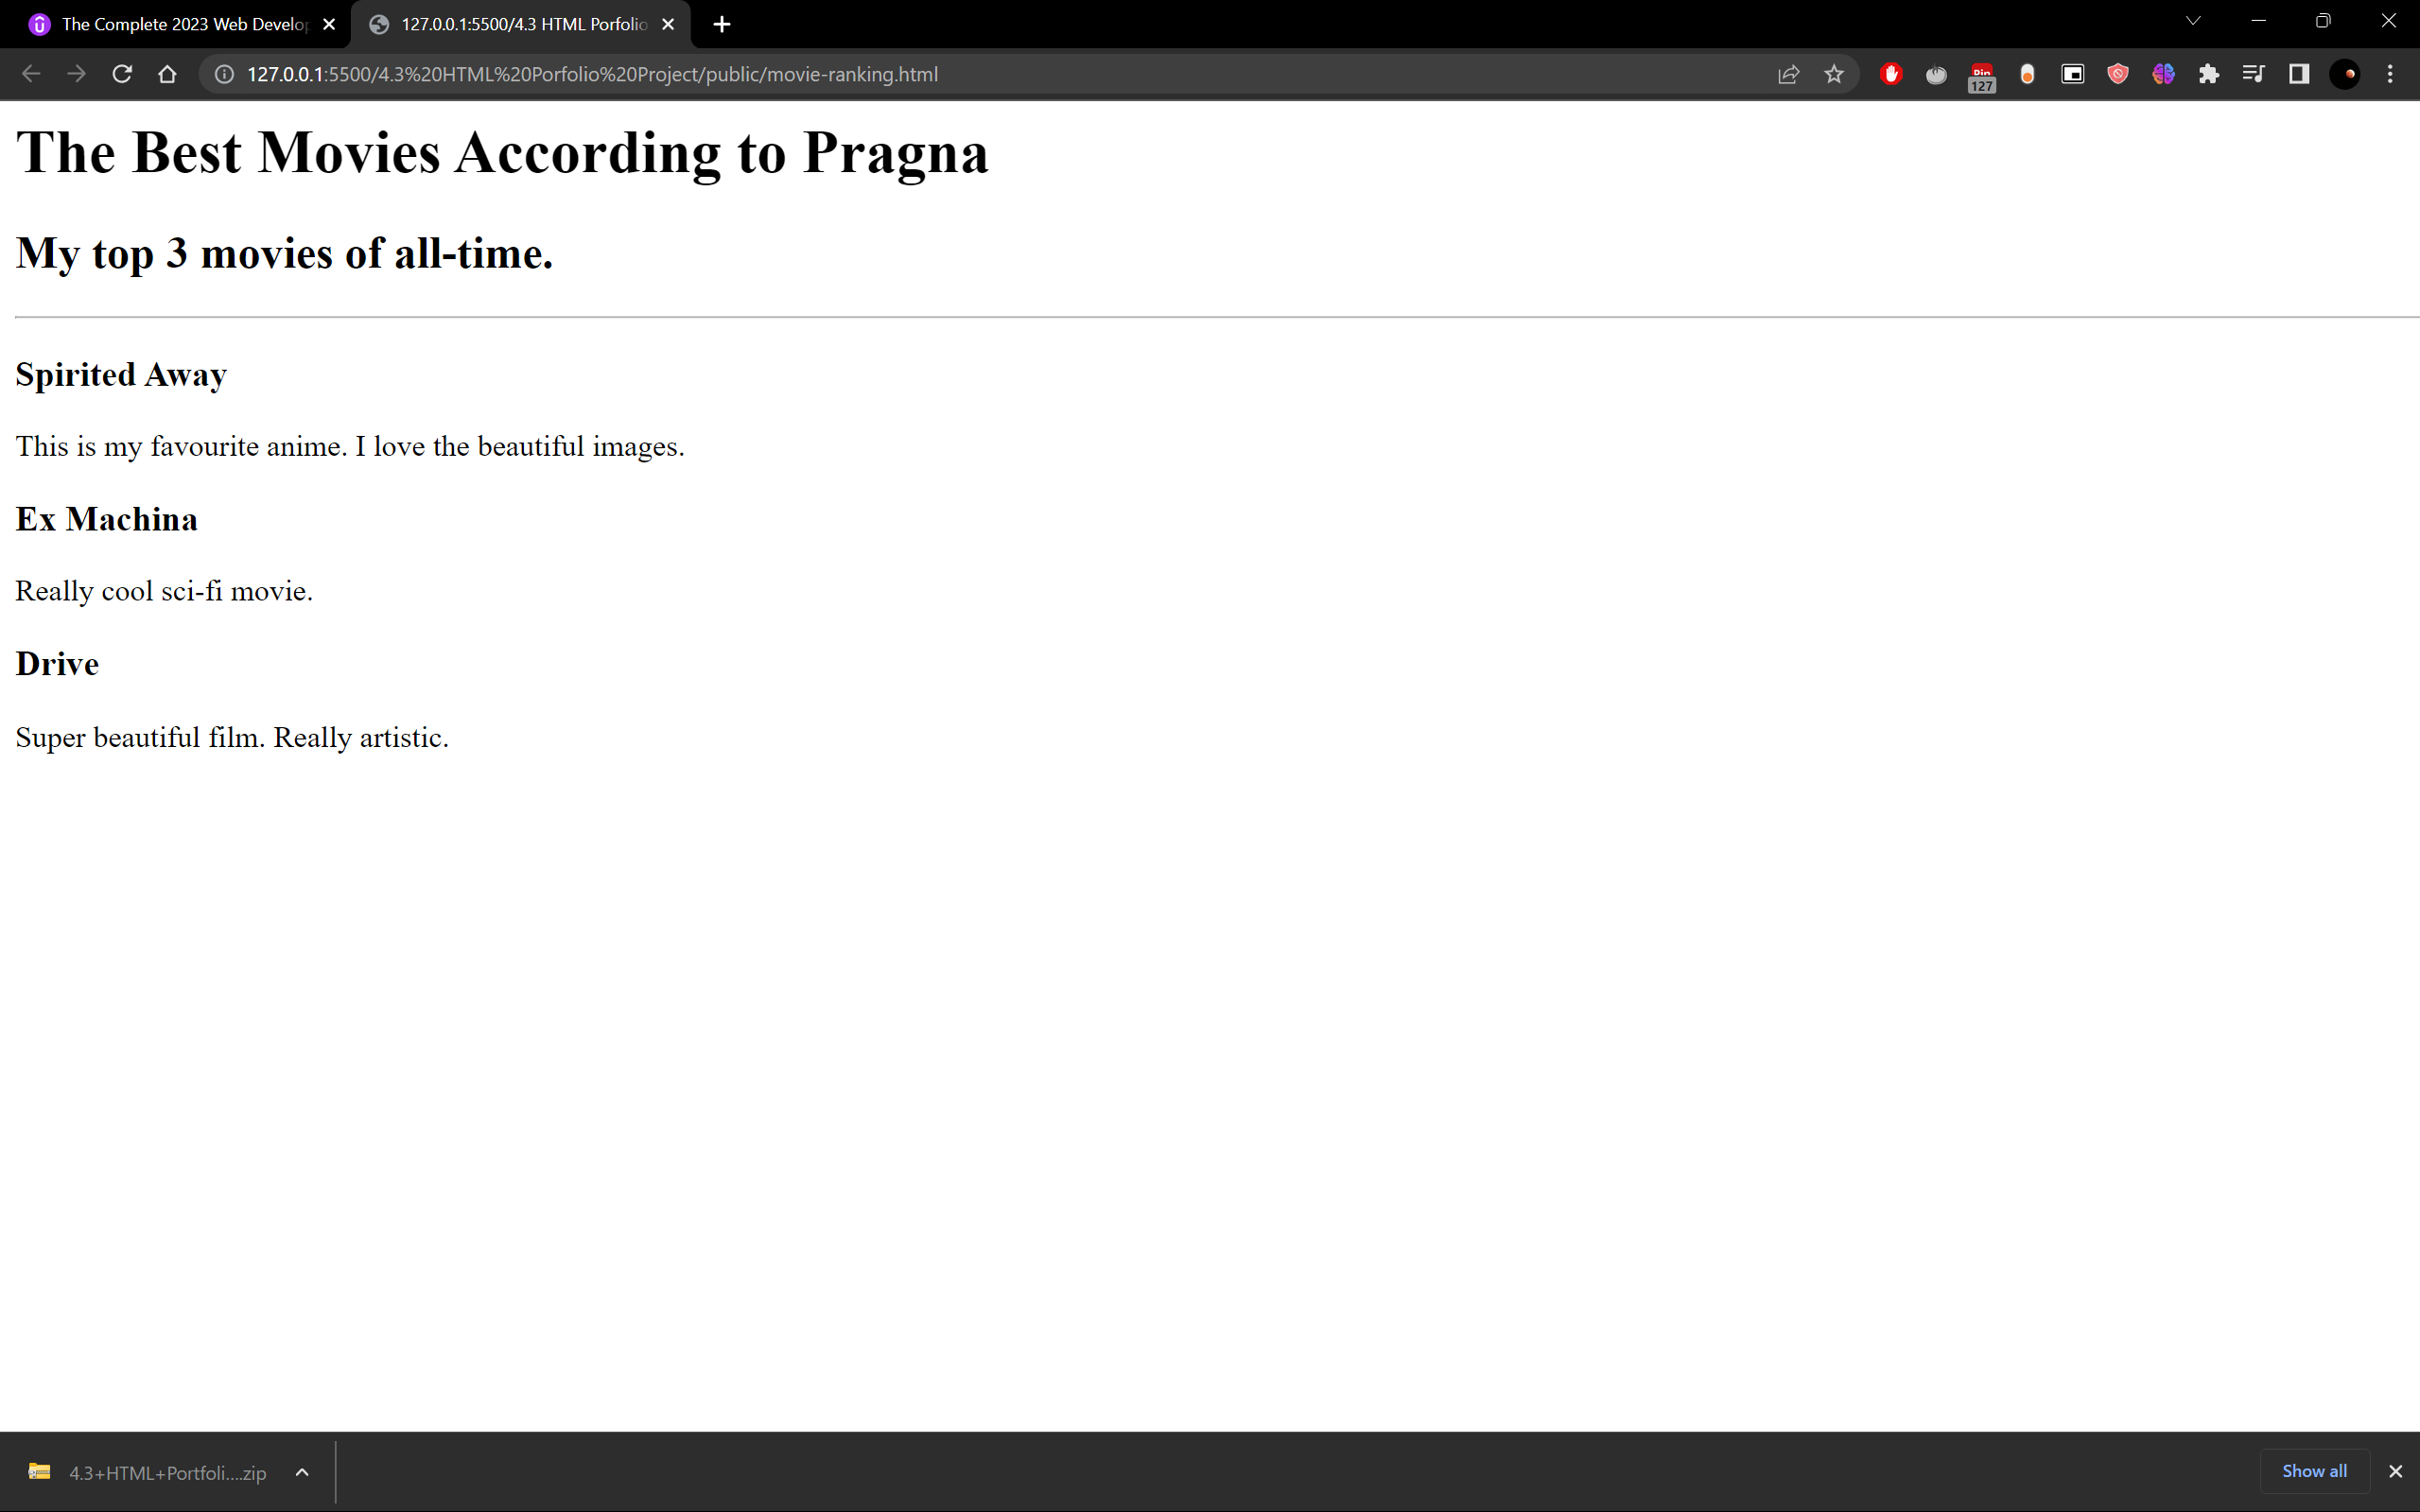 The Complete 2023 Web Develop
127.0.0.1:5500/4.3 HTML Porfolio
127.0.0.1:5500/4.3%20HTML%20Porfolio%20Project/public/movie-ranking.html
127
The Best Movies According to Pragna
My top 3 movies of all-time.
Spirited Away
This is my favourite anime. I love the beautiful images.
Ex Machina
Really cool sci-fi movie.
Drive
Super beautiful film. Really artistic.
4.3+HTML+Portfoli....zip
Show all